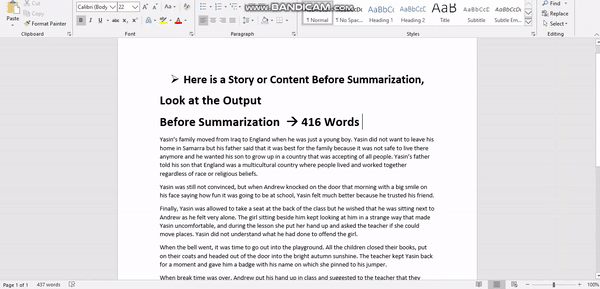 www.BANDICAM.com
Paste
Cut
Copy
Format Painter
Clipboard
Calibri (Body)
22
Font
Paragraph
AaBbCcDc
¶ Normal
¶ No Spac...
Heading 1
Heading 2
Title
Subtitle
Subtle Em...
Styles
Find
Replace
Select
Editing
➢ Here is a Story or Content Before Summarization,
Look at the Output
Before Summarization → 416 Words
Yasin's family moved from Iraq to England when he was just a young boy. Yasin did not want to leave his
home in Samarra but his father said that it was best for the family because it was not safe to live there
anymore and he wanted his son to grow up in a country that was accepting of all people. Yasin's father
told his son that England was a multicultural country where people lived and worked together
regardless of race or religious beliefs.
Yasin was still not convinced, but when Andrew knocked on the door that morning with a big smile on
his face saying how fun it was going to be at school, Yasin felt much better because he trusted his friend.
Finally, Yasin was allowed to take a seat at the back of the class but he wished that he was sitting next to
Andrew as he felt very alone. The girl sitting beside him kept looking at him in a strange way that made
Yasin uncomfortable, and during the lesson she put her hand up and asked the teacher if she could
move places. Yasin did not understand what he had done to offend the girl.
When the bell went, it was time to go out into the playground. All the children closed their books, put
on their coats and headed out of the door into the bright autumn sunshine. The teacher kept Yasin back
for a moment and gave him a badge with his name on which she pinned to his jumper.
When break time was over, Andrew put his hand up in class and suggested to the teacher that they
Page 1 of 1
437 words
100%